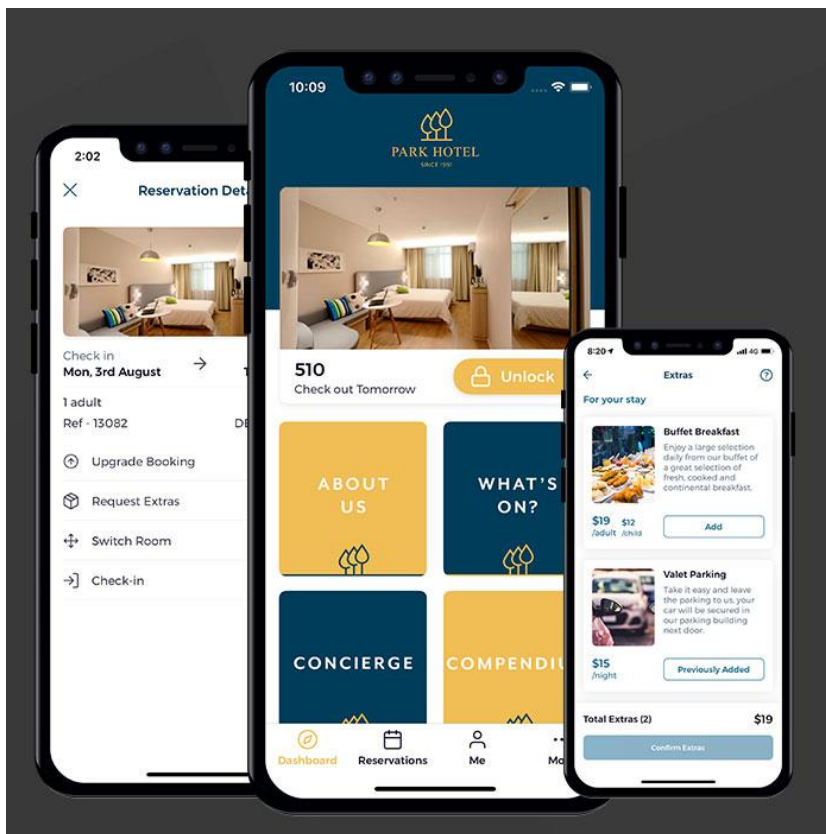 2:02
Reservation Deta
Check in
Mon, 3rd August
1 adult
Ref - 13082
Upgrade Booking
Request Extras
Switch Room
Check-in
10:09
PARK HOTEL
SINCE 1991
510
Check out Tomorrow
Unlock
ABOUT
US
WHAT'S
ON?
CONCIERGE
COMPENDIU
Dashboard
Reservations
Me
Mo
8:20
4G
Extras
For your stay
Buffet Breakfast
Enjoy a large selection
daily from our buffet of
a great selection of
fresh, cooked and
continental breakfast.
$19 $12
/adult /child
Add
Valet Parking
Take it easy and leave
the parking to us, your
car will be secured in
our parking building
next door.
$15
/night
Previously Added
Total Extras (2) $19
Confirm Extras